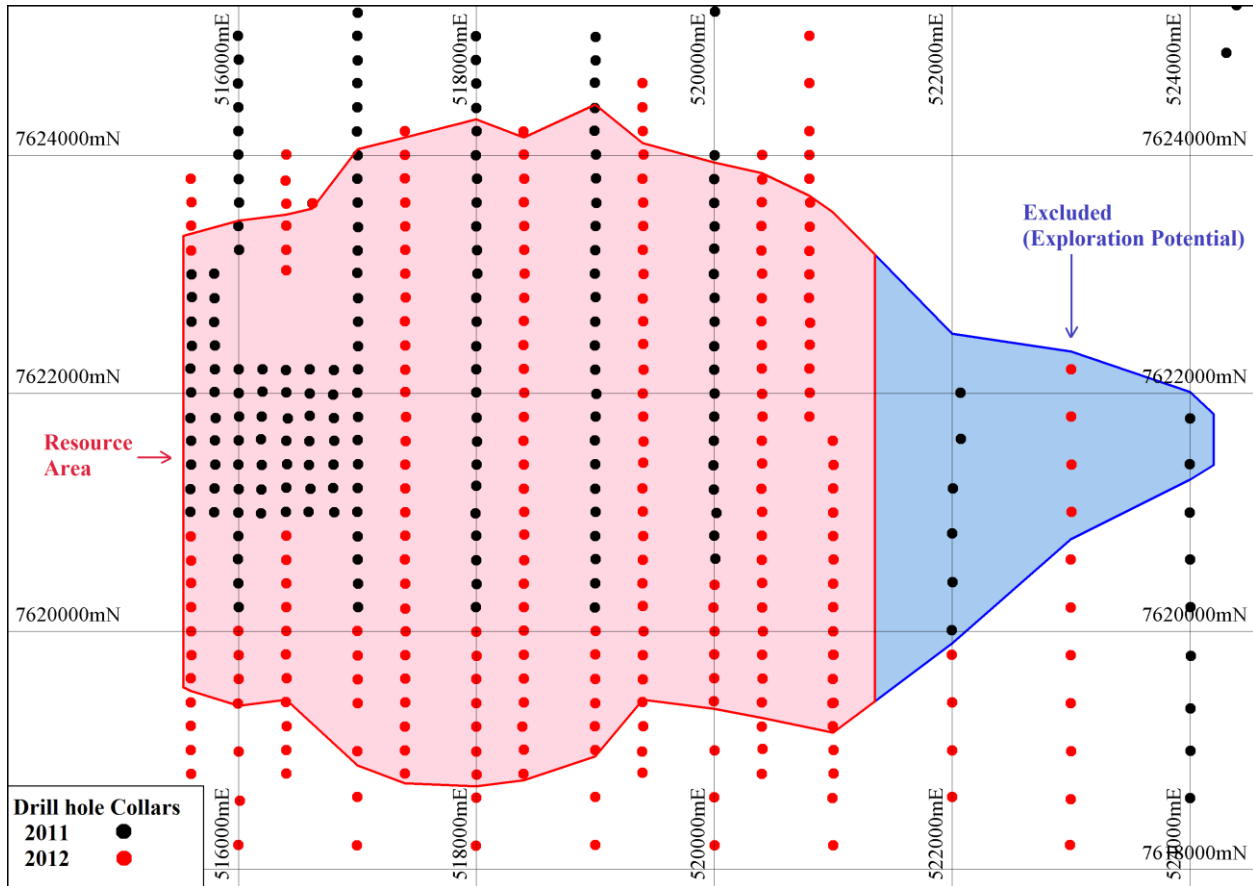 516000mE
518000mE
520000mE
522000mE
524000mE
7624000mN
7624000mN
Excluded
(Exploration Potential)
7622000mN
7622000mN
Resource
Area
7620000mN
7620000mN
Drill hole Collars
2011
2012
516000mE
518000mE
520000mE
522000mE
524000mE
7618000mN